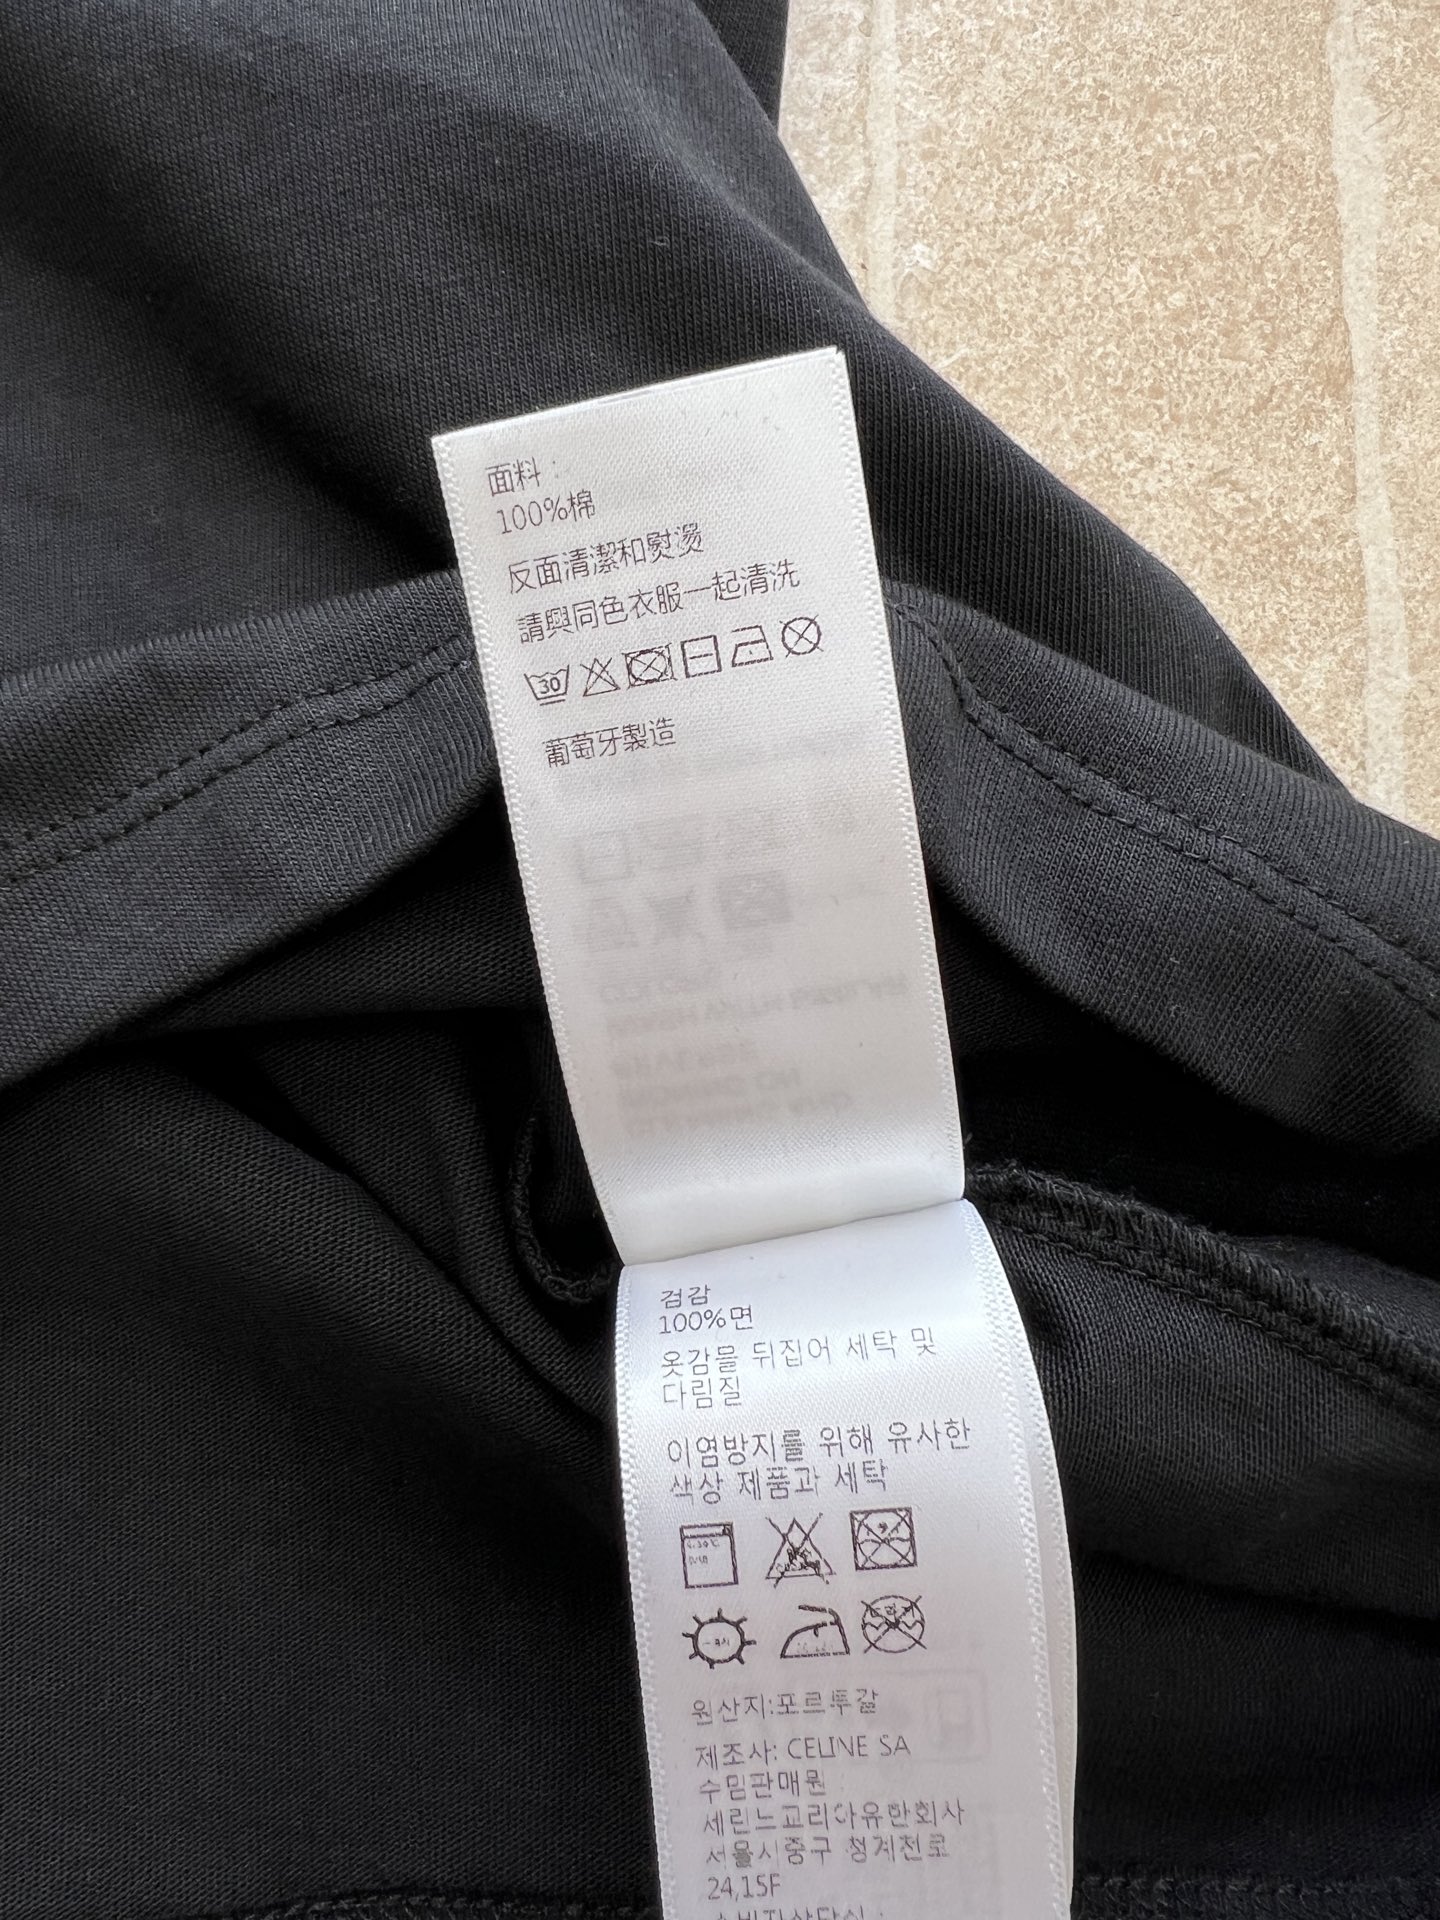 面料：
100%棉
反面清潔和熨燙
請與同色衣服一起清洗
30
葡萄牙製造
겉감
100%면
옷감을 뒤집어 세탁 및
다림질
이염방지를 위해 유사한
색상 제품과 세탁
원산지:포르투갈
제조사: CELINE SA
수입판매원
세린느코리아유한회사
서울시중구 청계천로
24,15F